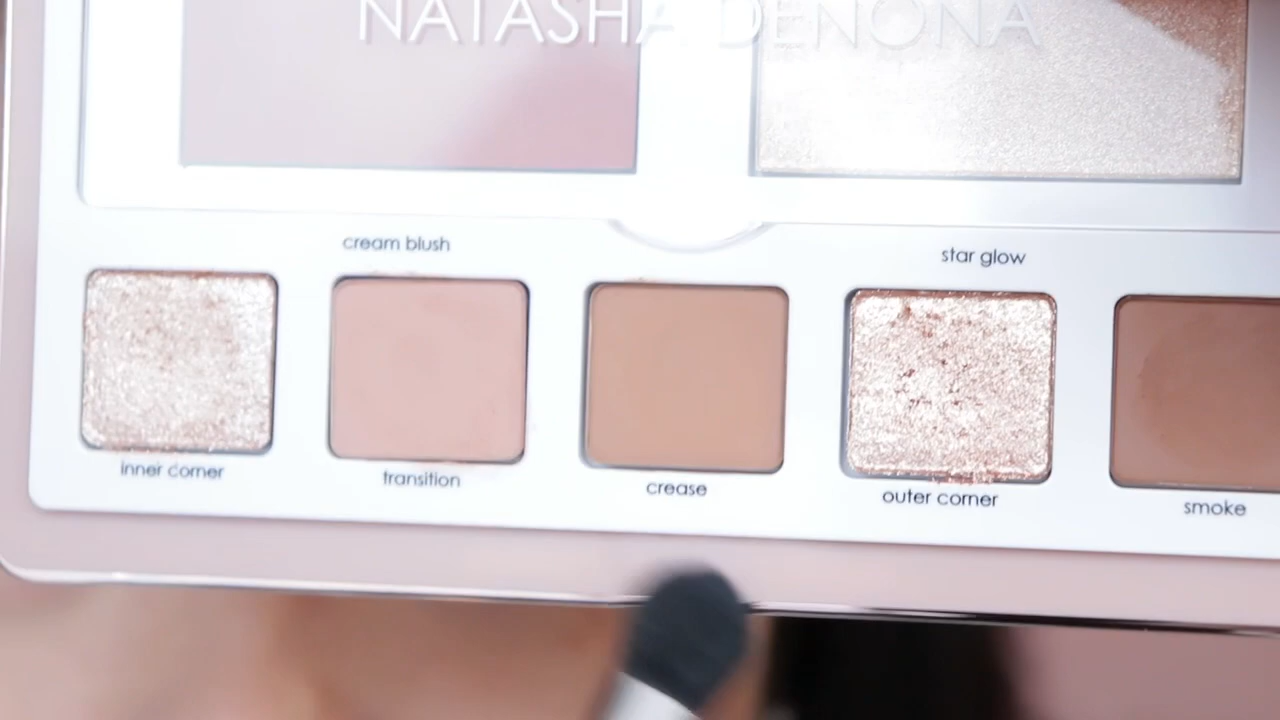 NATASHA DENONA
cream blush
star glow
inner corner
transition
crease
outer corner
smoke